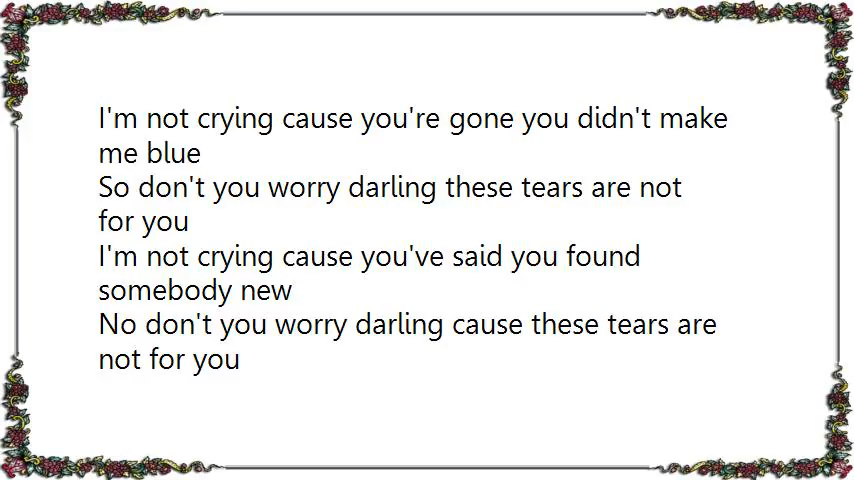 I'm not crying cause you're gone you didn't make
me blue
So don't you worry darling these tears are not
for you
I'm not crying cause you've said you found
somebody new
No don't you worry darling cause these tears are
not for you